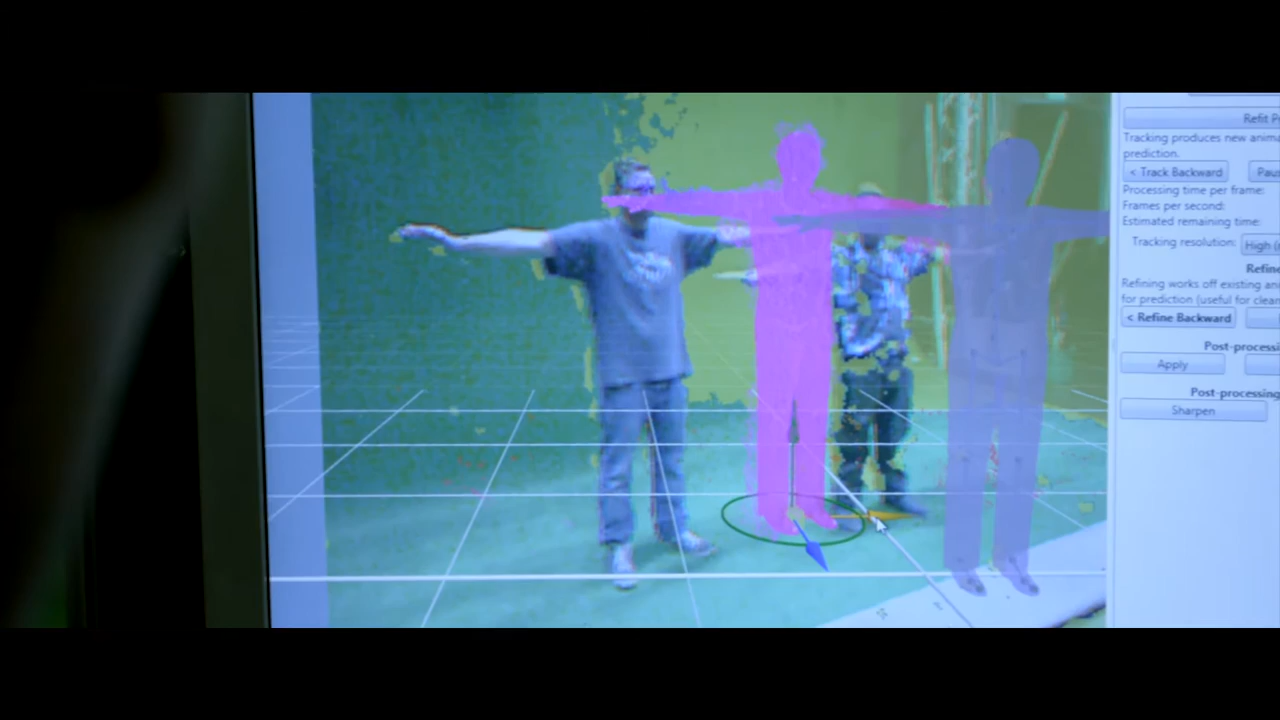 Refit P
Tracking produces new anima
prediction.
< Track Backward
Paus
Processing time per frame:
Frames per second:
Estimated remaining time:
Tracking resolution: High (
Refine
Refining works off existing ani
for prediction (useful for clean
< Refine Backward
Post-processi
Apply
Post-processing
Sharpen